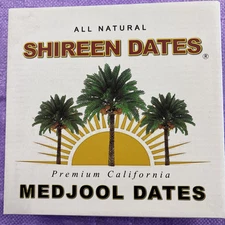 ALL NATURAL
SHIREEN DATES®
Premium California
MEDJOOL DATES